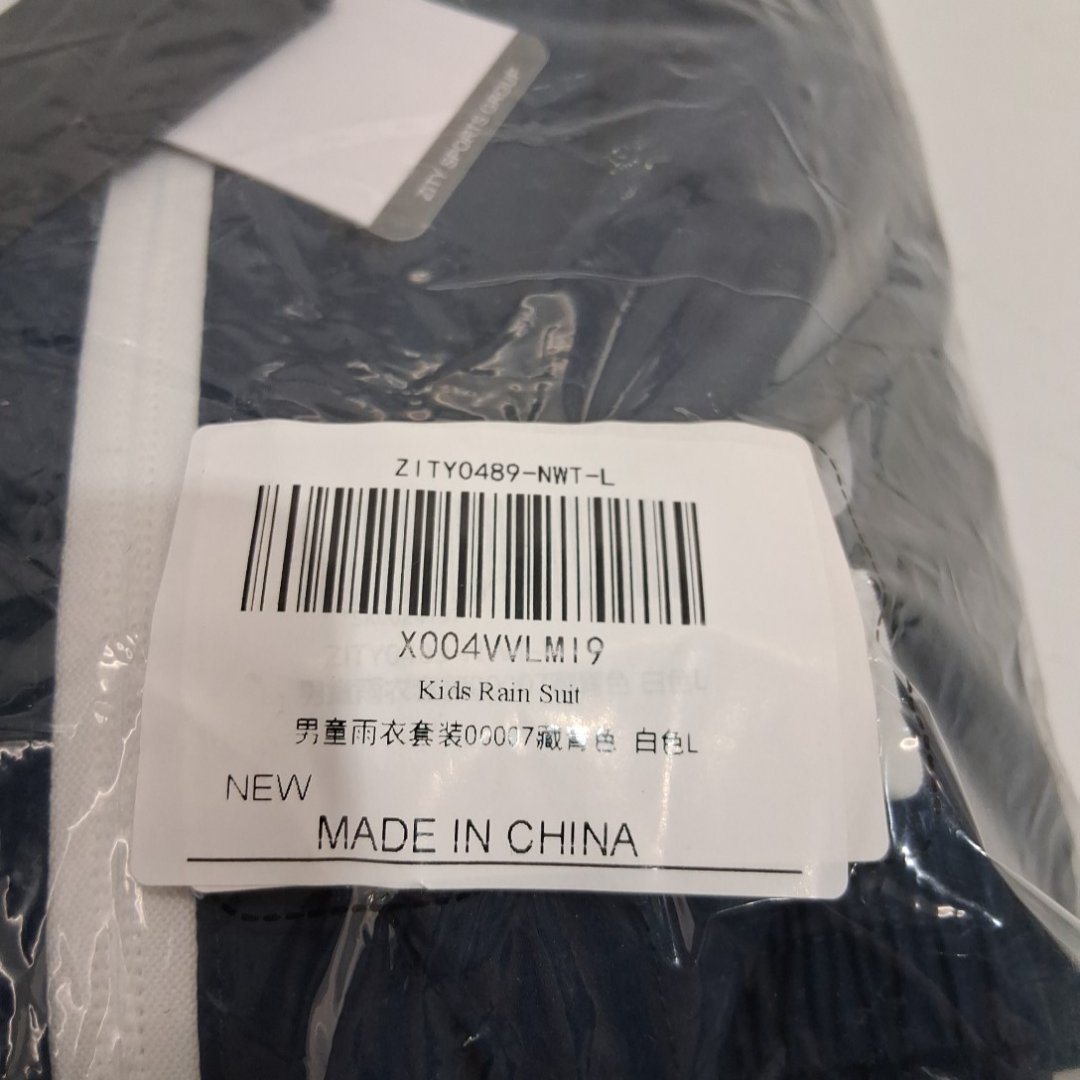 ZITY SPORTS GROUP
ZITY0489-NWT-L
X004VVLMI9
Kids Rain Suit
男童雨衣套装00007藏青色 白色L
NEW
MADE IN CHINA